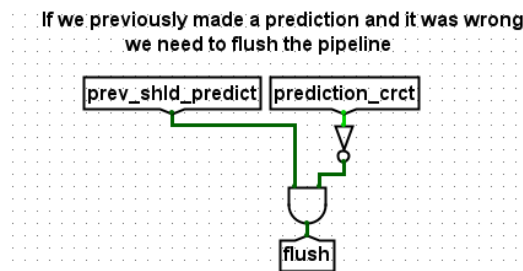 If we previously made a prediction and it was wrong
we need to flush the pipeline
prev_shld_predict prediction_crct
flush